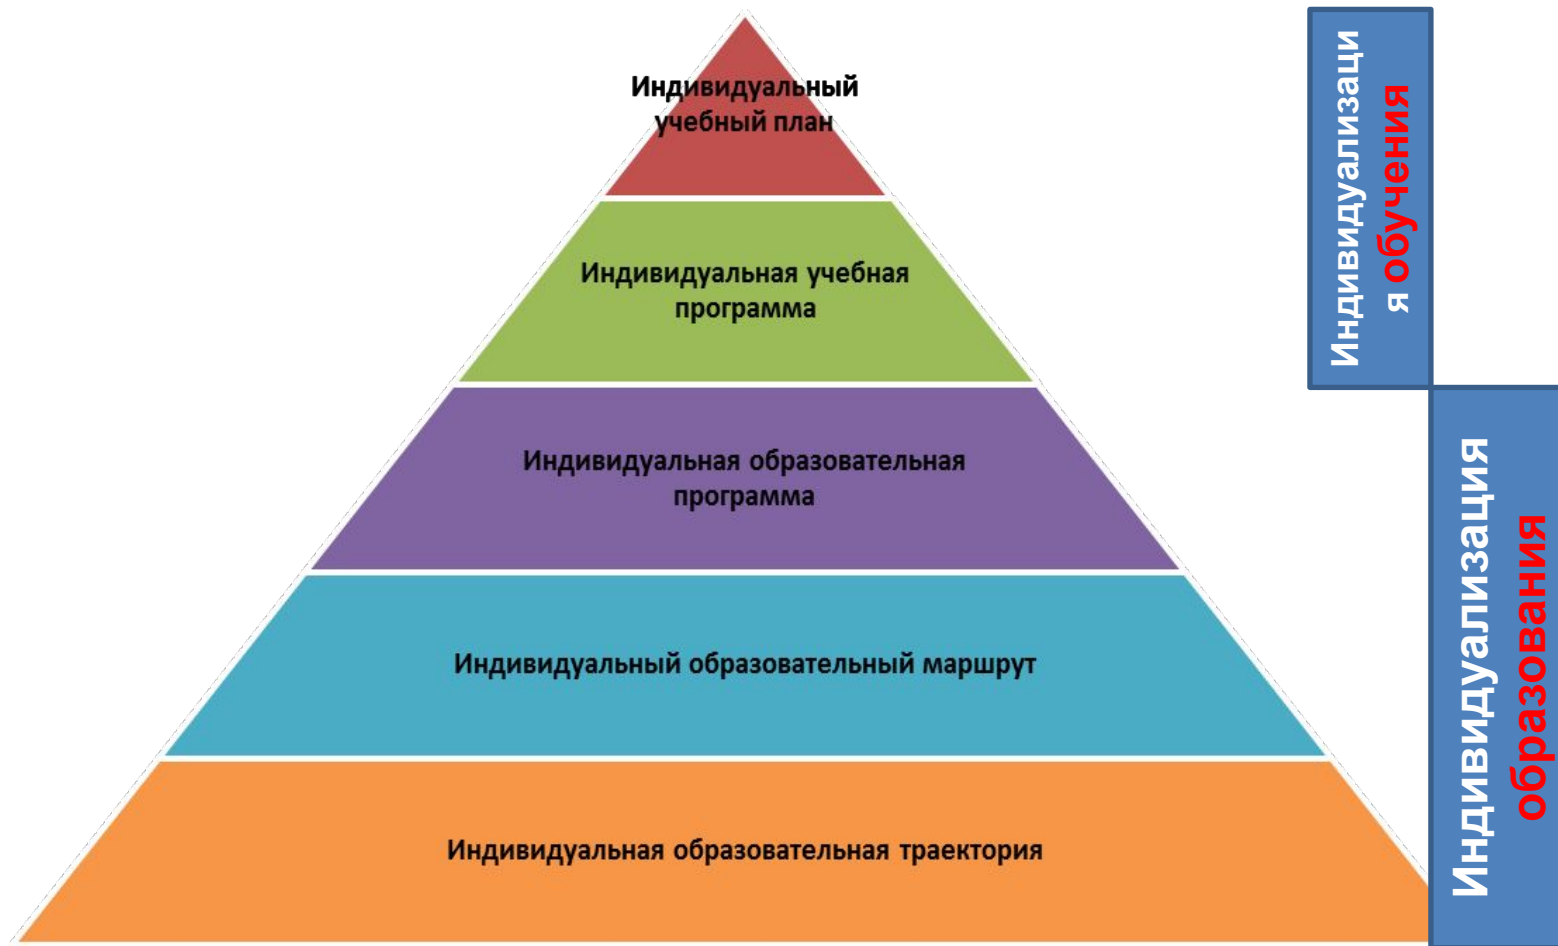 Индивидуальный
учебный план
Индивидуальная учебная
программа
Индивидуальная образовательная
программа
Индивидуальный образовательный маршрут
Индивидуальная образовательная траектория
Индивидуализаци
я обучения
Индивидуализация
образования